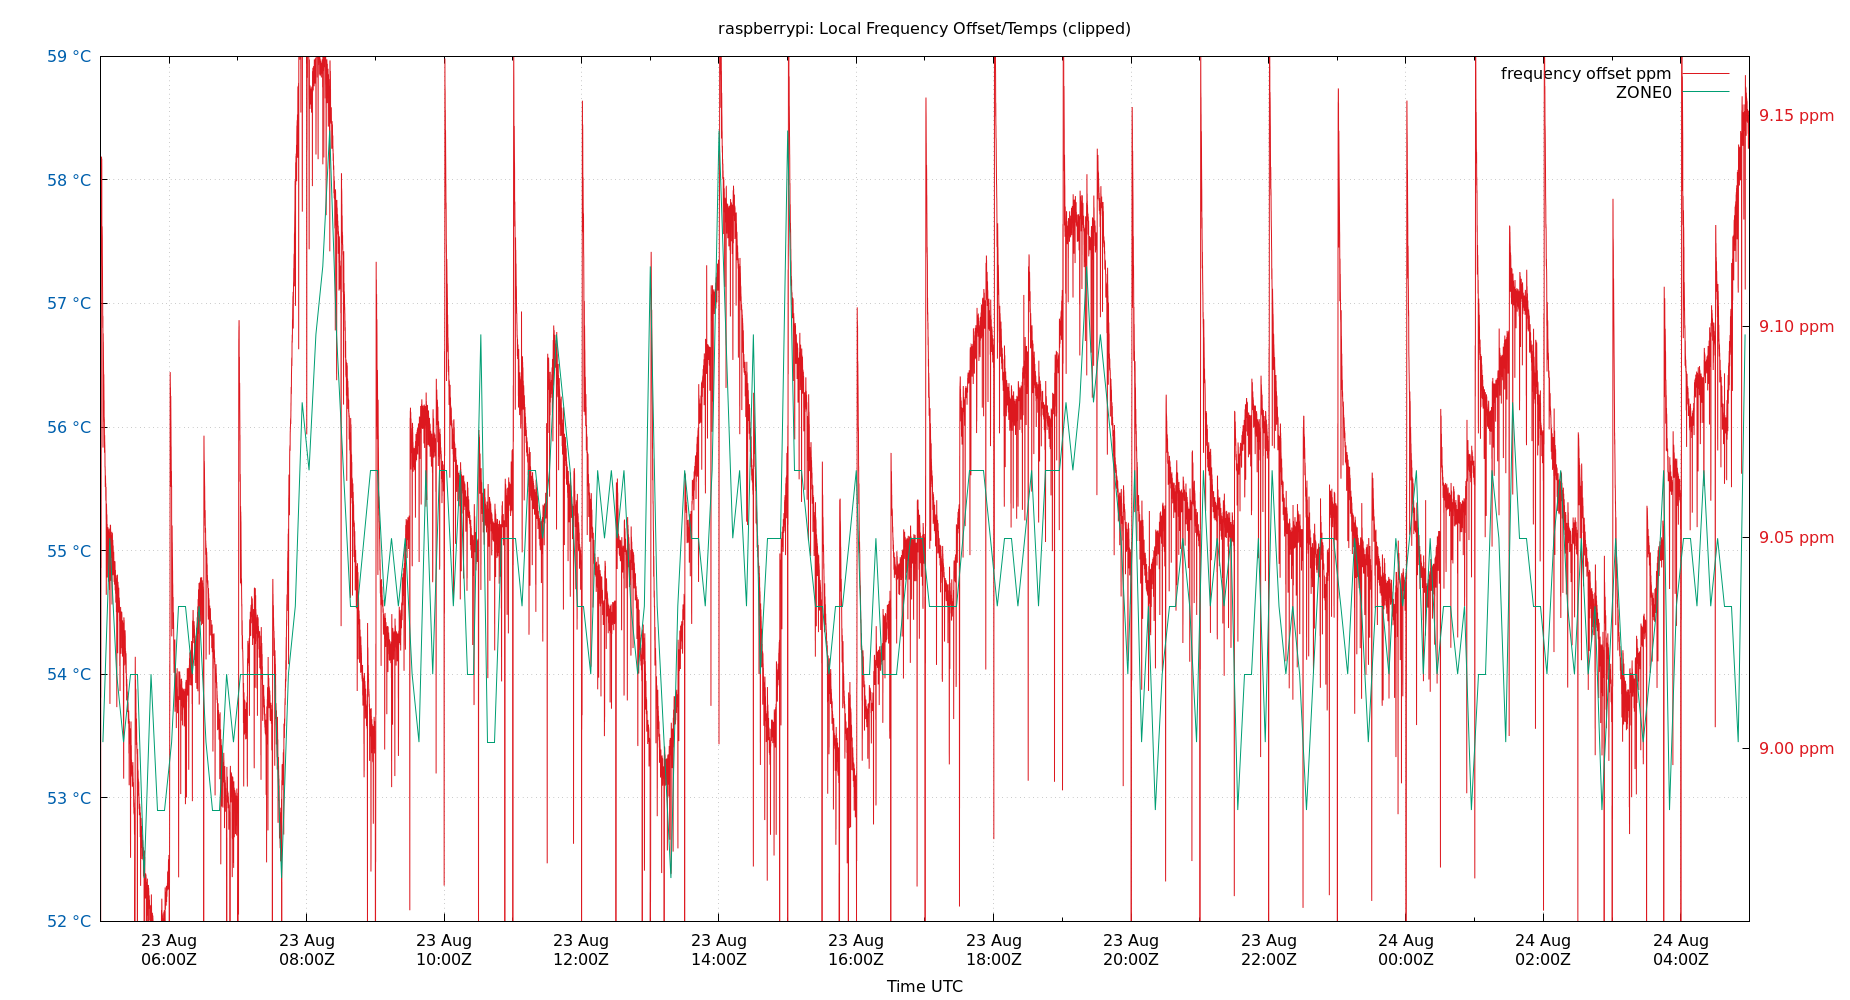 raspberrypi: Local Frequency Offset/Temps (clipped)
frequency offset ppm
ZONE0
59 °C
58 °C
57 °C
56 °C
55 °C
54 °C
53 °C
52 °C
9.15 ppm
9.10 ppm
9.05 ppm
9.00 ppm
23 Aug 23 Aug 23 Aug 23 Aug 23 Aug 23 Aug 23 Aug 23 Aug 23 Aug 24 Aug 24 Aug 24 Aug
06:00Z 08:00Z 10:00Z 12:00Z 14:00Z 16:00Z 18:00Z 20:00Z 22:00Z 00:00Z 02:00Z 04:00Z
Time UTC